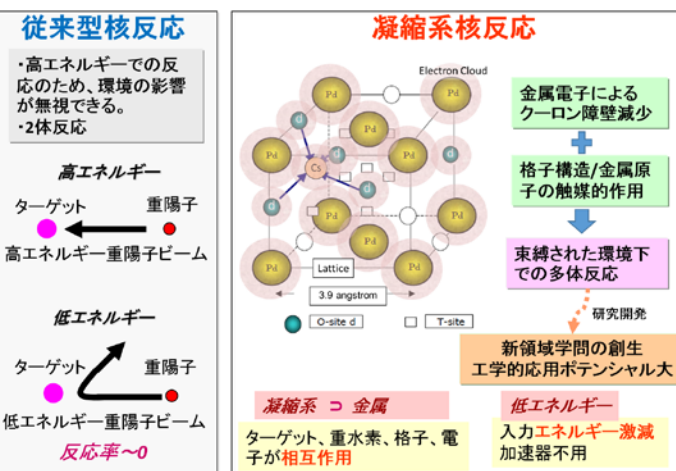 従来型核反応
・高エネルギーでの反
応のため、環境の影響
が無視できる。
・2体反応
高エネルギー
ターゲット
重陽子
高エネルギー重陽子ビーム
低エネルギー
ターゲット
重陽子
低エネルギー重陽子ビーム
反応率~0
凝縮系核反応
Electron Cloud
Pd
Pd
d
Pd
d
Pd
Cs
d
Pd
Pd
d
d
Pd
Pd
Pd
Pd
Pd
Pd
Lattice
3.9 angstrom
O-site d
T-site
金属電子による
クーロン障壁減少
格子構造/金属原
子の触媒的作用
束縛された環境下
での多体反応
研究開発
新領域学問の創生
工学的応用ポテンシャル大
凝縮系 ⊃ 金属
ターゲット、重水素、格子、電
子が相互作用
低エネルギー
入力エネルギー激減
加速器不用